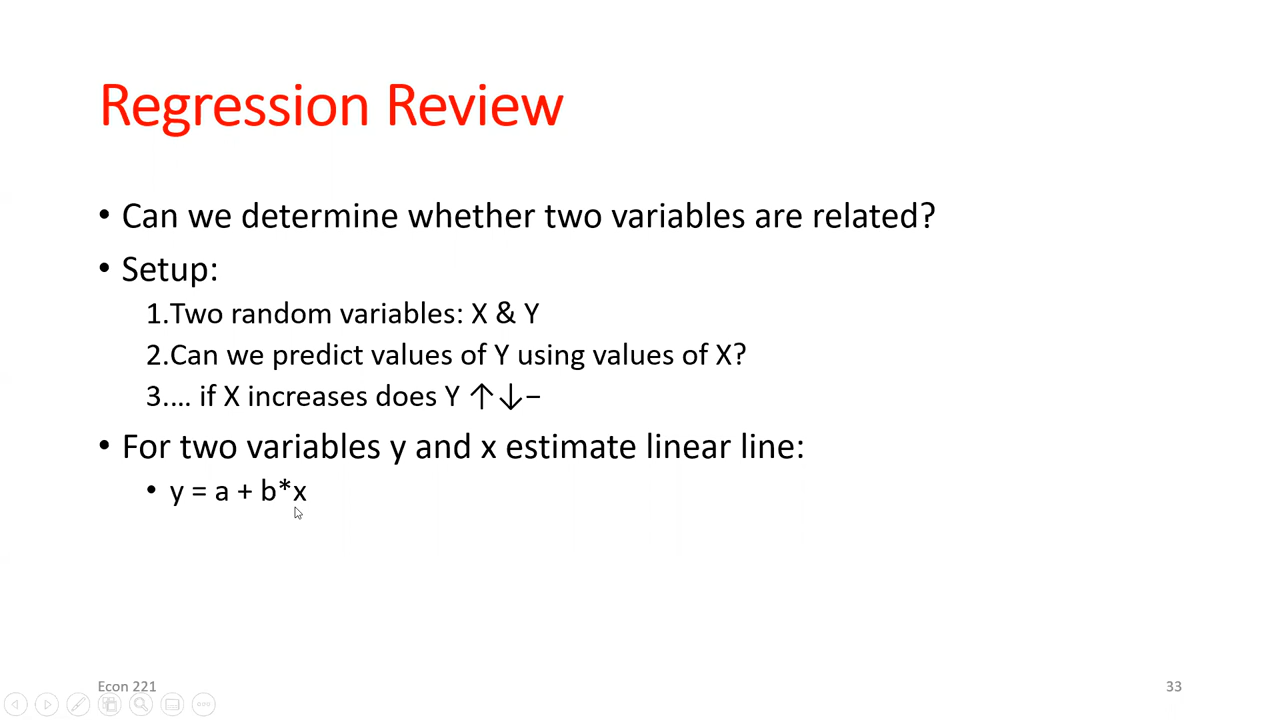 Regression Review
• Can we determine whether two variables are related?
• Setup:
1.Two random variables: X & Y
2.Can we predict values of Y using values of X?
3.… if X increases does Y ↑↓−
• For two variables y and x estimate linear line:
• y = a + b*x
Econ 221
33